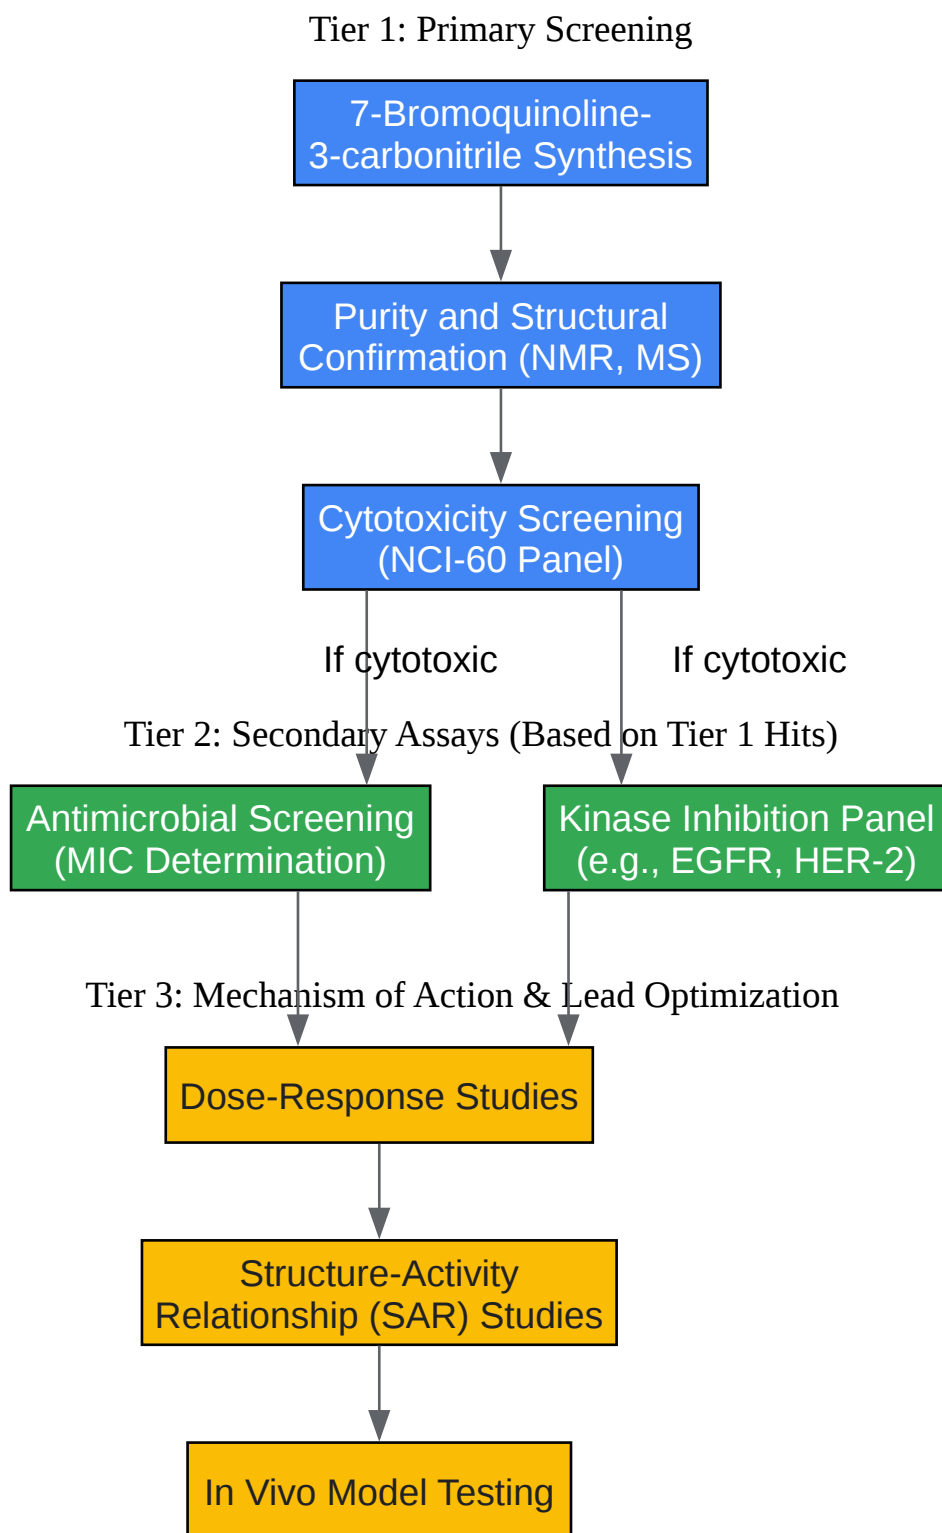 Tier 1: Primary Screening
7-Bromoquinoline-
3-carbonitrile Synthesis
Purity and Structural
Confirmation (NMR, MS)
Cytotoxicity Screening
(NCI-60 Panel)
If cytotoxic
If cytotoxic
Tier 2: Secondary Assays (Based on Tier 1 Hits)
Antimicrobial Screening
(MIC Determination)
Kinase Inhibition Panel
(e.g., EGFR, HER-2)
Tier 3: Mechanism of Action & Lead Optimization
Dose-Response Studies
Structure-Activity
Relationship (SAR) Studies
In Vivo Model Testing